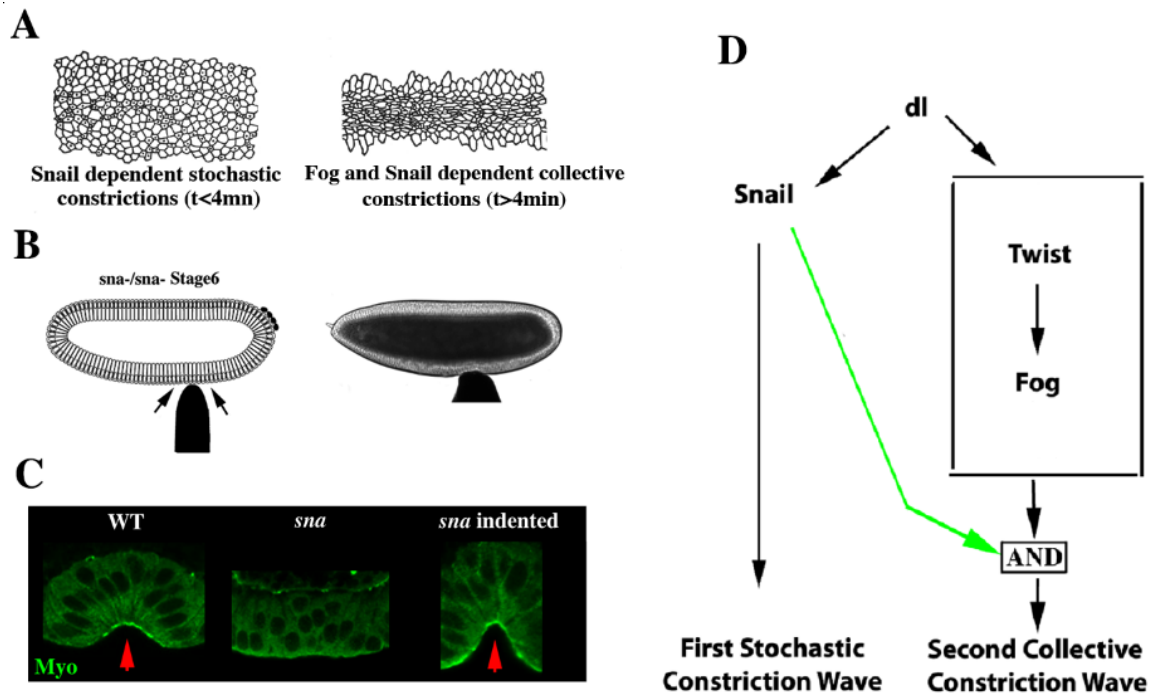 A
Snail dependent stochastic
constrictions (t<4mn)
Fog and Snail dependent collective
constrictions (t>4min)
B
sna-/sna- Stage6
C
WT
sna
sna indented
Myo
D
dl
Snail
Twist
Fog
AND
First Stochastic
Constriction Wave
Second Collective
Constriction Wave